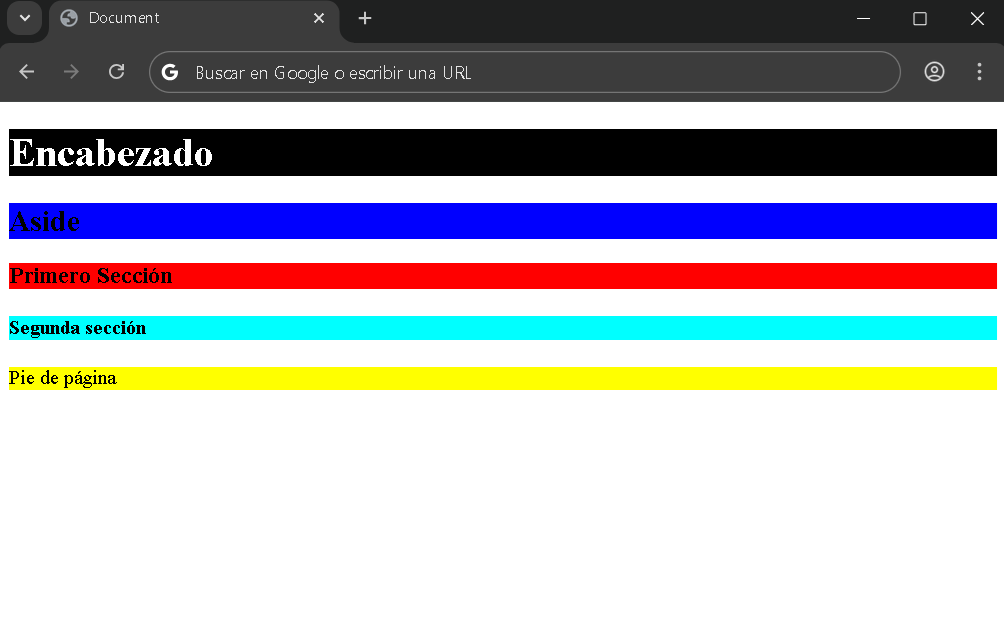 Document
Buscar en Google o escribir una URL
Encabezado
Aside
Primero Sección
Segunda sección
Pie de página